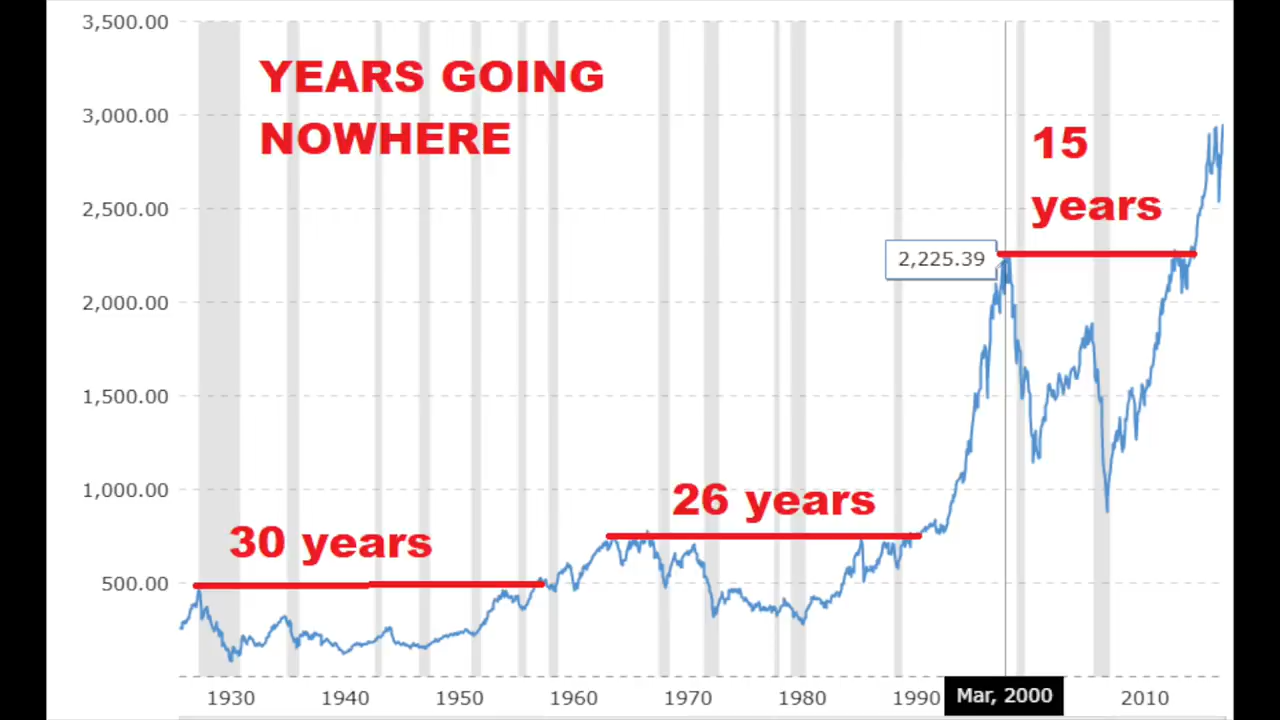 3,500.00
YEARS GOING
NOWHERE
3,000.00
15
years
2,500.00
2,225.39
2,000.00
1,500.00
1,000.00
26 years
30 years
500.00
1930 1940 1950 1960 1970 1980 1990 Mar, 2000 2010